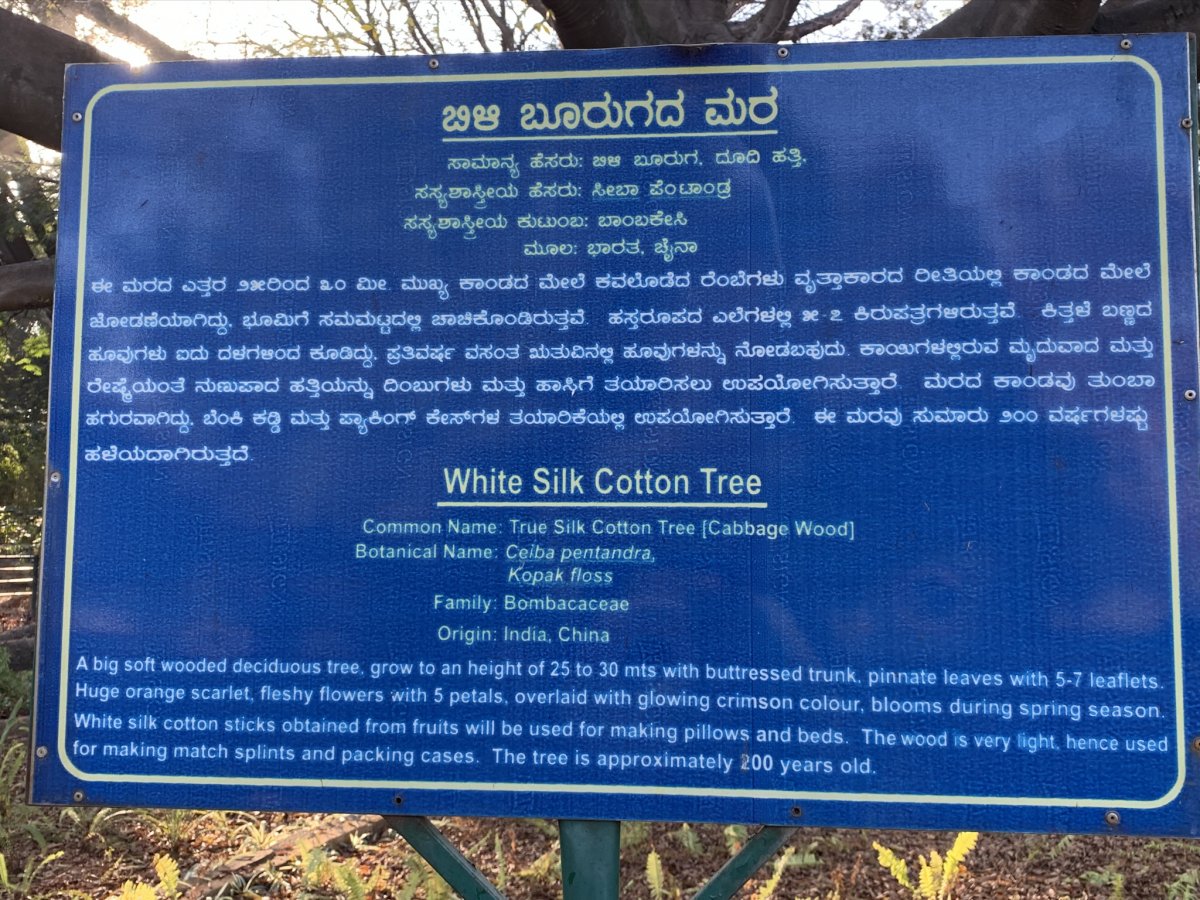 ಬಿಳಿ ಬೂರುಗದ ಮರ
ಸಾಮಾನ್ಯ ಹೆಸರು: ಬಿಳಿ ಬೂರುಗ, ದೂದಿ ಹತ್ತಿ,
ಸಸ್ಯಶಾಸ್ತ್ರೀಯ ಹೆಸರು: ಸೀಬಾ ಪೆಂಟಾಂಡ್ರ
ಸಸ್ಯಶಾಸ್ತ್ರೀಯ ಕುಟುಂಬ: ಬಾಂಬಕೇಸಿ
ಮೂಲ: ಭಾರತ, ಚೈನಾ
ಈ ಮರದ ಎತ್ತರ ೨೫ರಿಂದ ೩೦ ಮೀ. ಮುಖ್ಯ ಕಾಂಡದ ಮೇಲೆ ಕವಲೊಡೆದ ರೆಂಬೆಗಳು ವೃತ್ತಾಕಾರದ ರೀತಿಯಲ್ಲಿ ಕಾಂಡದ ಮೇಲೆ
ಜೋಡಣೆಯಾಗಿದ್ದು, ಭೂಮಿಗೆ ಸಮಮಟ್ಟದಲ್ಲಿ ಚಾಚಿಕೊಂಡಿರುತ್ತವೆ. ಹಸ್ತರೂಪದ ಎಲೆಗಳಲ್ಲಿ ೫-೭ ಕಿರುಪತ್ರಗಳಿರುತ್ತವೆ. ಕಿತ್ತಳೆ ಬಣ್ಣದ
ಹೂವುಗಳು ಐದು ದಳಗಳಿಂದ ಕೂಡಿದ್ದು, ಪ್ರತಿವರ್ಷ ವಸಂತ ಋತುವಿನಲ್ಲಿ ಹೂವುಗಳನ್ನು ನೋಡಬಹುದು. ಕಾಯಿಗಳಲ್ಲಿರುವ ಮೃದುವಾದ ಮತ್ತು
ರೇಷ್ಮೆಯಂತೆ ನುಣುಪಾದ ಹತ್ತಿಯನ್ನು ದಿಂಬುಗಳು ಮತ್ತು ಹಾಸಿಗೆ ತಯಾರಿಸಲು ಉಪಯೋಗಿಸುತ್ತಾರೆ. ಮರದ ಕಾಂಡವು ತುಂಬಾ
ಹಗುರವಾಗಿದ್ದು, ಬೆಂಕಿ ಕಡ್ಡಿ ಮತ್ತು ಪ್ಯಾಕಿಂಗ್ ಕೇಸ್‌ಗಳ ತಯಾರಿಕೆಯಲ್ಲಿ ಉಪಯೋಗಿಸುತ್ತಾರೆ. ಈ ಮರವು ಸುಮಾರು ೨೦೦ ವರ್ಷಗಳಷ್ಟು
ಹಳೆಯದಾಗಿರುತ್ತದೆ.
White Silk Cotton Tree
Common Name: True Silk Cotton Tree [Cabbage Wood]
Botanical Name: Ceiba pentandra,
Kopak floss
Family: Bombacaceae
Origin: India, China
A big soft wooded deciduous tree, grow to an height of 25 to 30 mts with buttressed trunk, pinnate leaves with 5-7 leaflets.
Huge orange scarlet, fleshy flowers with 5 petals, overlaid with glowing crimson colour, blooms during spring season.
White silk cotton sticks obtained from fruits will be used for making pillows and beds. The wood is very light, hence used
for making match splints and packing cases. The tree is approximately 200 years old.